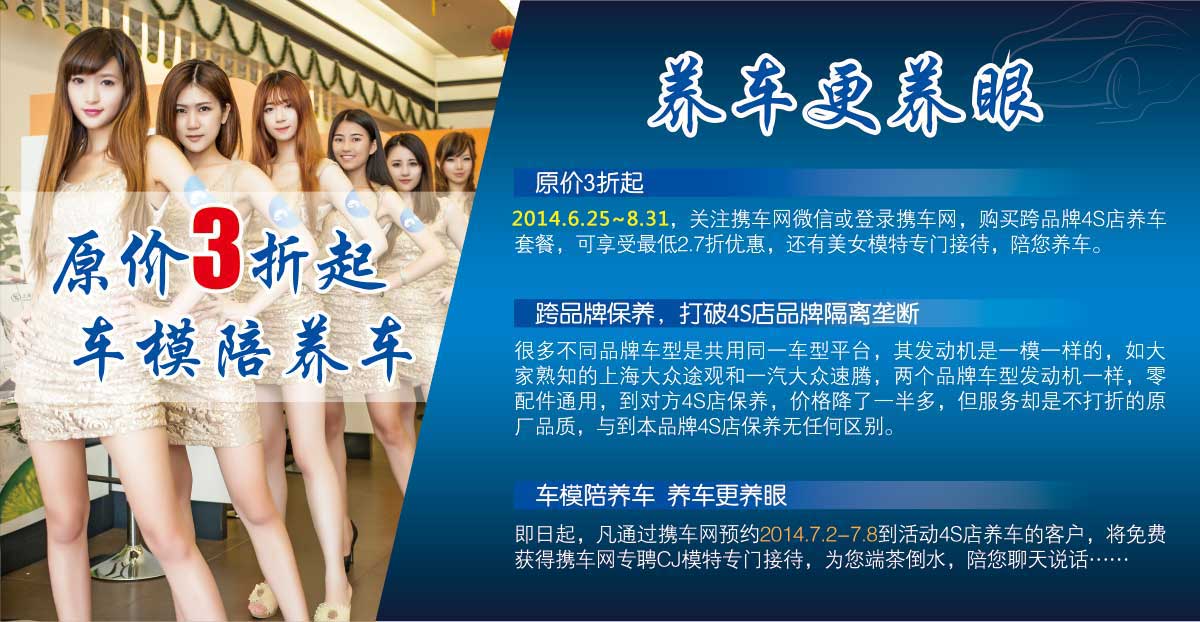 原价3折起
车模陪养车
养车更养眼
原价3折起
2014.6.25~8.31，关注携车网微信或登录携车网，购买跨品牌4S店养车
套餐，可享受最低2.7折优惠，还有美女模特专门接待，陪您养车。
跨品牌保养，打破4S店品牌隔离垄断
很多不同品牌车型是共用同一车型平台，其发动机是一模一样的，如大
家熟知的上海大众途观和一汽大众速腾，两个品牌车型发动机一样，零
配件通用，到对方4S店保养，价格降了一半多，但服务却是不打折的原
厂品质，与到本品牌4S店保养无任何区别。
车模陪养车 养车更养眼
即日起，凡通过携车网预约2014.7.2-7.8到活动4S店养车的客户，将免费
获得携车网专聘CJ模特专门接待，为您端茶倒水，陪您聊天说话……